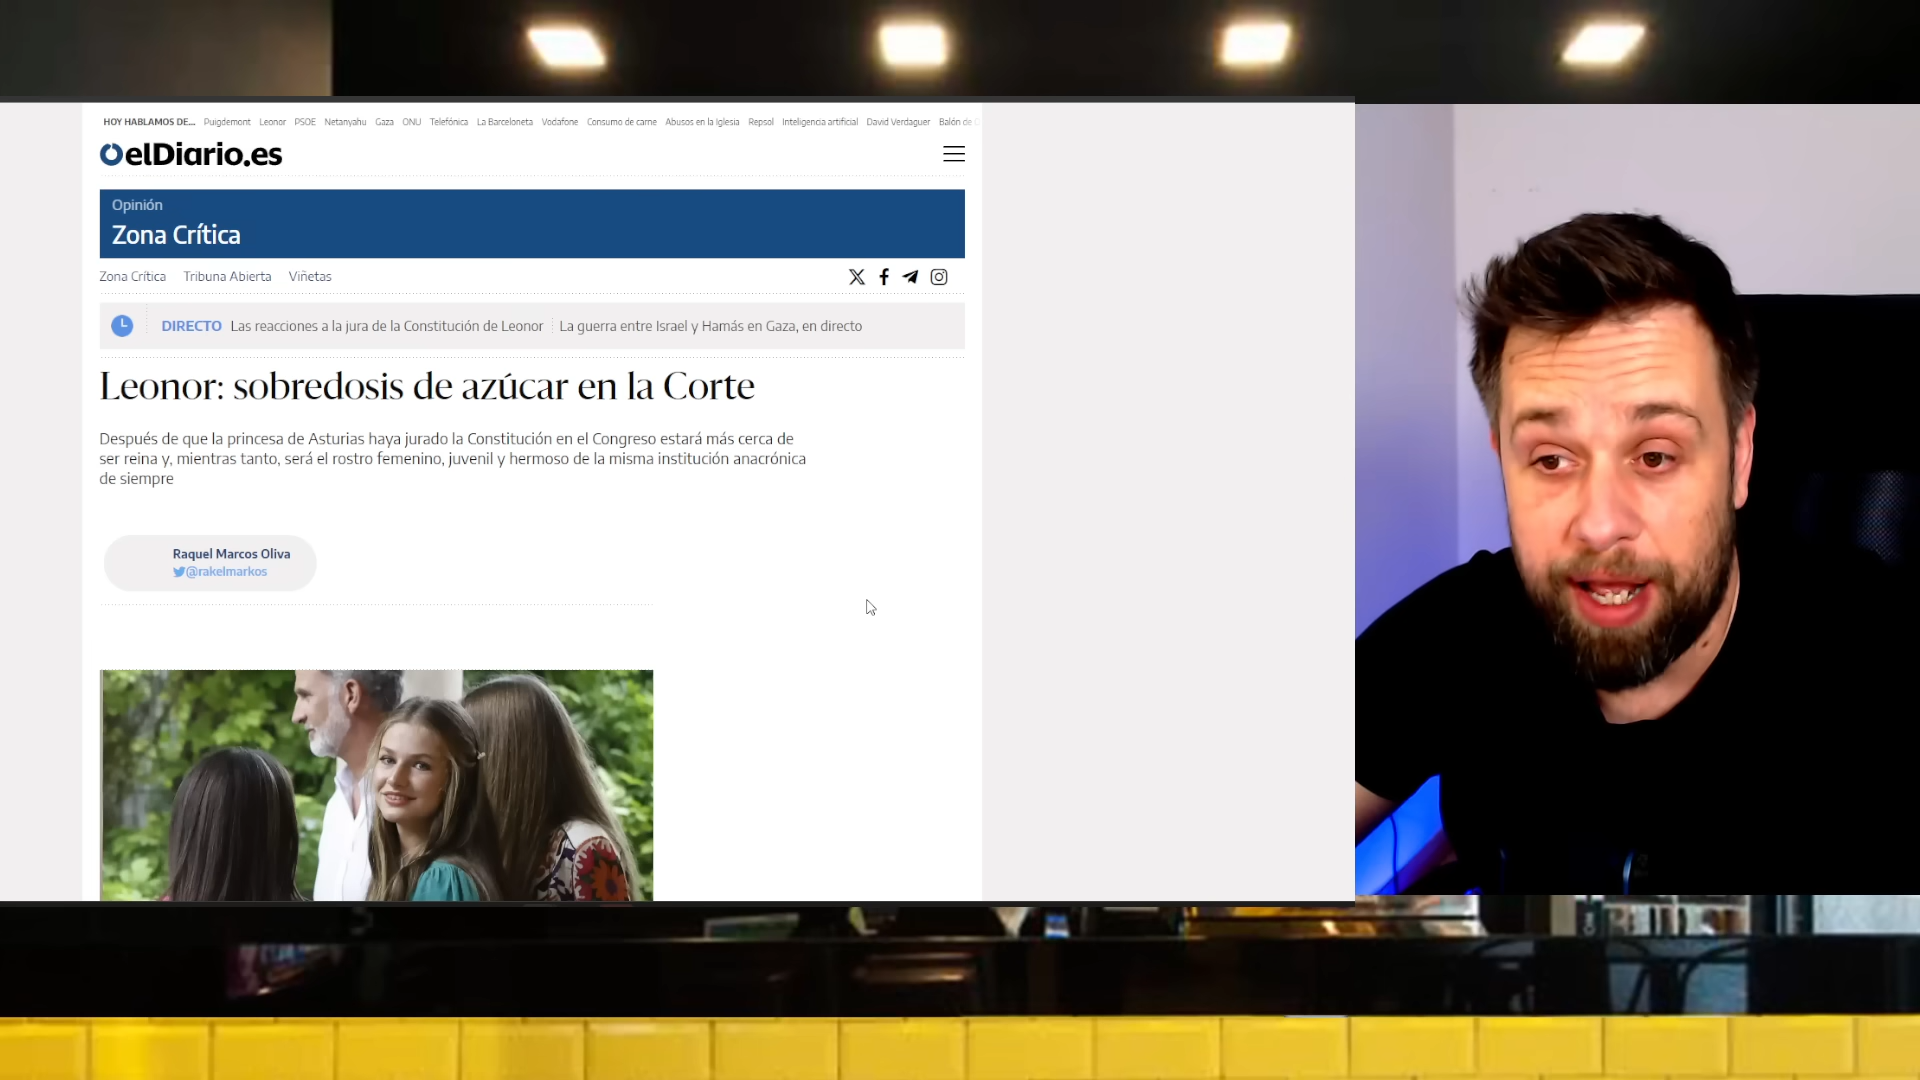 HOY HABLAMOS DE... Puigdemont Leonor PSOE Netanyahu Gaza ONU Telefónica La Barceloneta Vodafone Consumo de carne Abusos en la Iglesia Repsol Inteligencia artificial David Verdaguer Balón de
elDiario.es
Opinión
Zona Crítica
Zona Crítica Tribuna Abierta Viñetas
DIRECTO Las reacciones a la jura de la Constitución de Leonor La guerra entre Israel y Hamás en Gaza, en directo
Leonor: sobredosis de azúcar en la Corte
Después de que la princesa de Asturias haya jurado la Constitución en el Congreso estará más cerca de
ser reina y, mientras tanto, será el rostro femenino, juvenil y hermoso de la misma institución anacrónica
de siempre
Raquel Marcos Oliva
@rakelmarkos